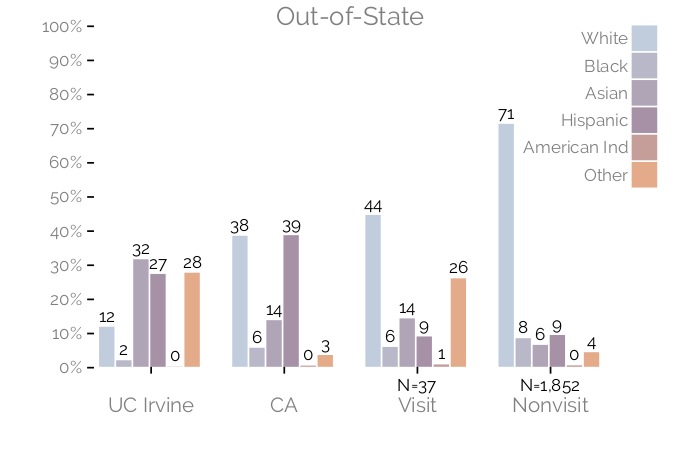 Out-of-State
100%
90%
80%
70%
60%
50%
40%
30%
20%
10%
0%
White
Black
Asian
Hispanic
American Ind
Other
12
2
32
27
0
28
38
6
14
39
0
3
44
6
14
9
1
26
71
8
6
9
0
4
N=37
N=1,852
UC Irvine
CA
Visit
Nonvisit